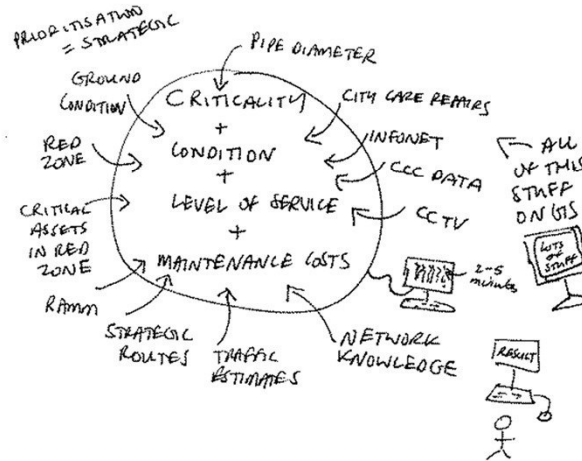 PRIORITISATION
= STRATEGIC
PIPE DIAMETER
GROUND
CONDITION
CRITICALITY
CITY CARE REPAIRS
+
INFONET
RED
ZONE
CONDITION
CCC DATA
+
CRITICAL
ASSETS
IN RED
ZONE
LEVEL OF SERVICE
CCTV
+
MAINTENANCE COSTS
RAMM
STRATEGIC
ROUTES
TRAFFIC
ESTIMATES
NETWORK
KNOWLEDGE
2-5
minutes
ALL
OF THIS
STUFF
ON GIS
LOTS
OF
STUFF
RESULT